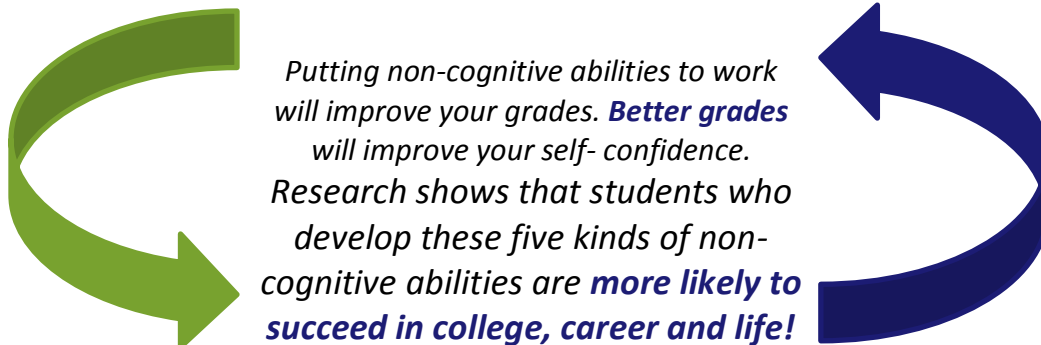 Putting non-cognitive abilities to work
will improve your grades. Better grades
will improve your self- confidence.
Research shows that students who
develop these five kinds of non-
cognitive abilities are more likely to
succeed in college, career and life!